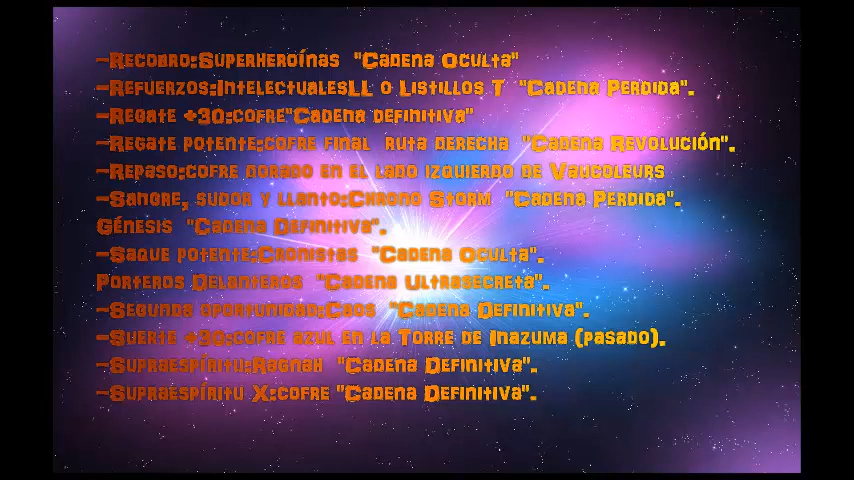 -Recobro:Superheroínas "Cadena Oculta"
-Refuerzos:IntelectualesLL o Listillos T "Cadena Perdida".
-Regate +30:cofre"Cadena definitiva"
-Regate potente:cofre final ruta derecha "Cadena Revolución".
-Repaso:cofre dorado en el lado izquierdo de Vaucoleurs
-Sangre, sudor y llanto:Chrono Storm "Cadena Perdida".
Génesis "Cadena Definitiva".
-Saque potente:Cronistas "Cadena Oculta".
Porteros Delanteros "Cadena Ultrasecreta".
-Segunda oportunidad:Caos "Cadena Definitiva".
-Suerte +30:cofre azul en la Torre de Inazuma (pasado).
-Supraespíritu:Ragnah "Cadena Definitiva".
-Supraespíritu X:cofre "Cadena Definitiva".